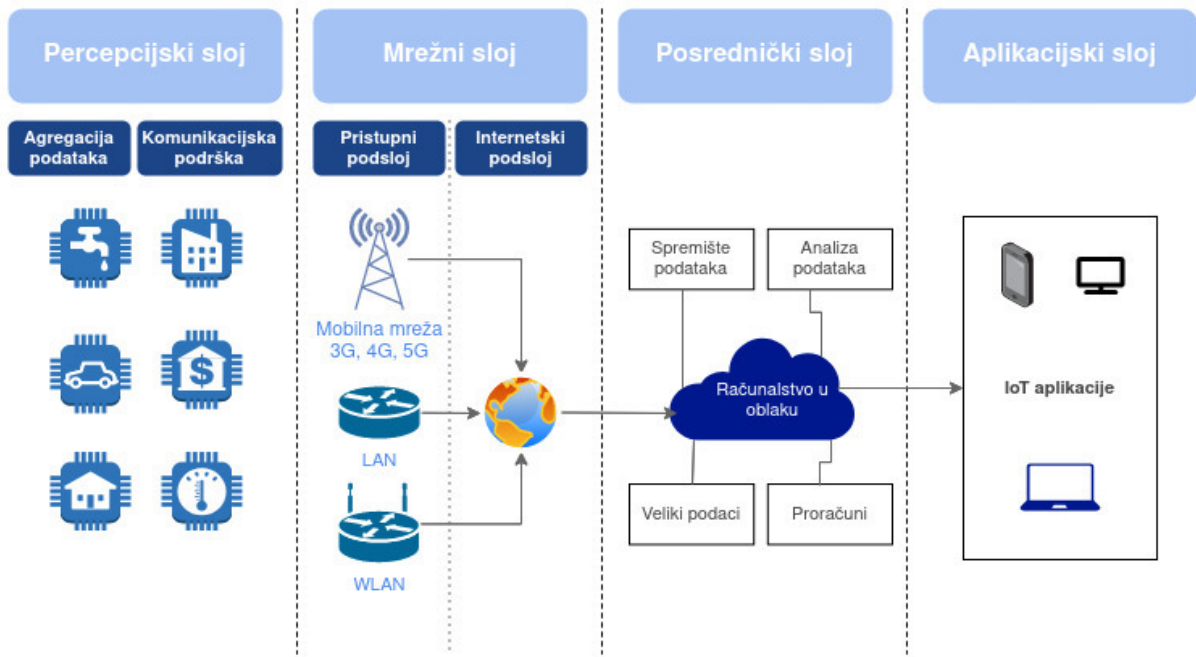 Percepcijski sloj
Mrežni sloj
Posrednički sloj
Aplikacijski sloj
Agregacija
podataka
Komunikacijska
podrška
Pristupni
podsloj
Internetski
podsloj
Mobilna mreža
3G, 4G, 5G
LAN
WLAN
Spremište
podataka
Analiza
podataka
Računalstvo u
oblaku
Veliki podaci
Proračuni
IoT aplikacije